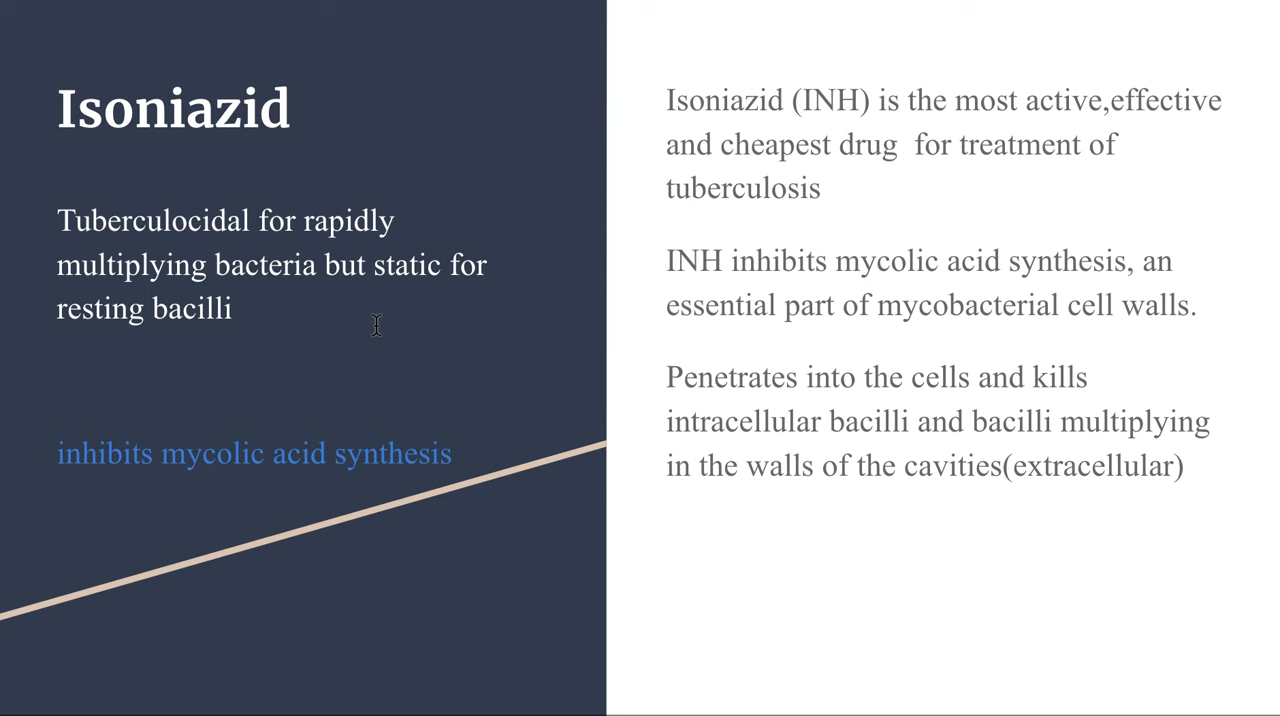 Isoniazid
Tuberculocidal for rapidly
multiplying bacteria but static for
resting bacilli
inhibits mycolic acid synthesis
Isoniazid (INH) is the most active,effective
and cheapest drug  for treatment of
tuberculosis
INH inhibits mycolic acid synthesis, an
essential part of mycobacterial cell walls.
Penetrates into the cells and kills
intracellular bacilli and bacilli multiplying
in the walls of the cavities(extracellular)